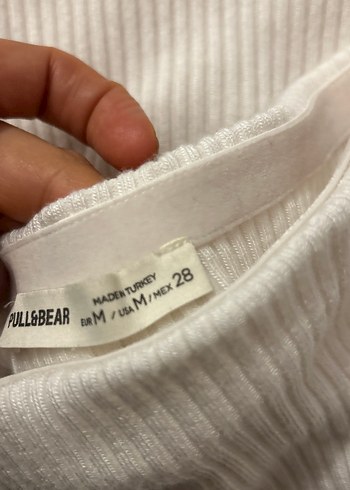 PULL&BEAR
MADE IN TURKEY
EUR M / USA M / MEX 28